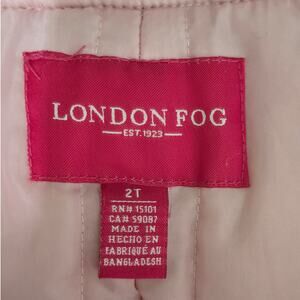 LONDON FOG
EST. 1923
2T
RN# 15101
CA# 59087
MADE IN
HECHO EN
FABRIQUÉ AU
BANGLADESH